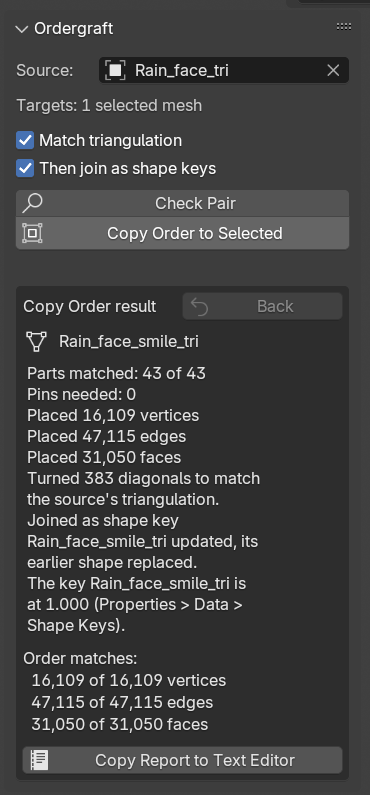 Ordergraft
Source: Rain_face_tri
Targets: 1 selected mesh
Match triangulation
Then join as shape keys
Check Pair
Copy Order to Selected
Copy Order result Back
Rain_face_smile_tri
Parts matched: 43 of 43
Pins needed: 0
Placed 16,109 vertices
Placed 47,115 edges
Placed 31,050 faces
Turned 383 diagonals to match
the source's triangulation.
Joined as shape key
Rain_face_smile_tri updated, its
earlier shape replaced.
The key Rain_face_smile_tri is
at 1.000 (Properties > Data >
Shape Keys).
Order matches:
16,109 of 16,109 vertices
47,115 of 47,115 edges
31,050 of 31,050 faces
Copy Report to Text Editor